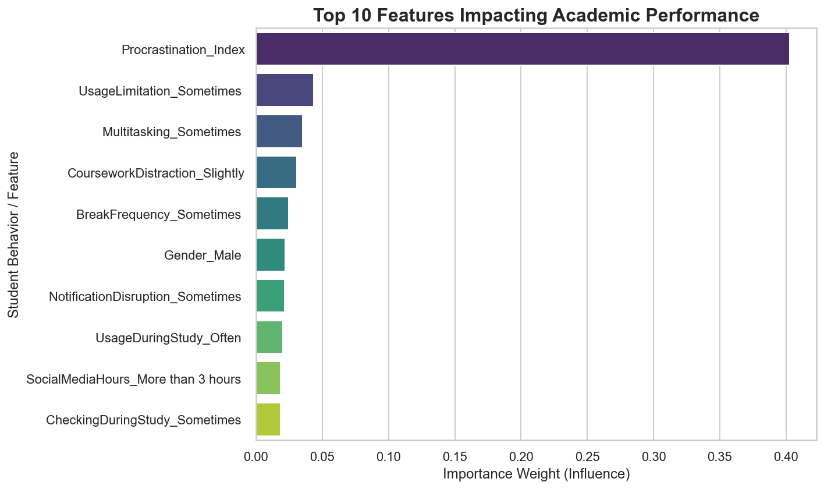 Top 10 Features Impacting Academic Performance
Student Behavior / Feature
Procrastination_Index
UsageLimitation_Sometimes
Multitasking_Sometimes
CourseworkDistraction_Slightly
BreakFrequency_Sometimes
Gender_Male
NotificationDisruption_Sometimes
UsageDuringStudy_Often
SocialMediaHours_More than 3 hours
CheckingDuringStudy_Sometimes
0.00 0.05 0.10 0.15 0.20 0.25 0.30 0.35 0.40
Importance Weight (Influence)